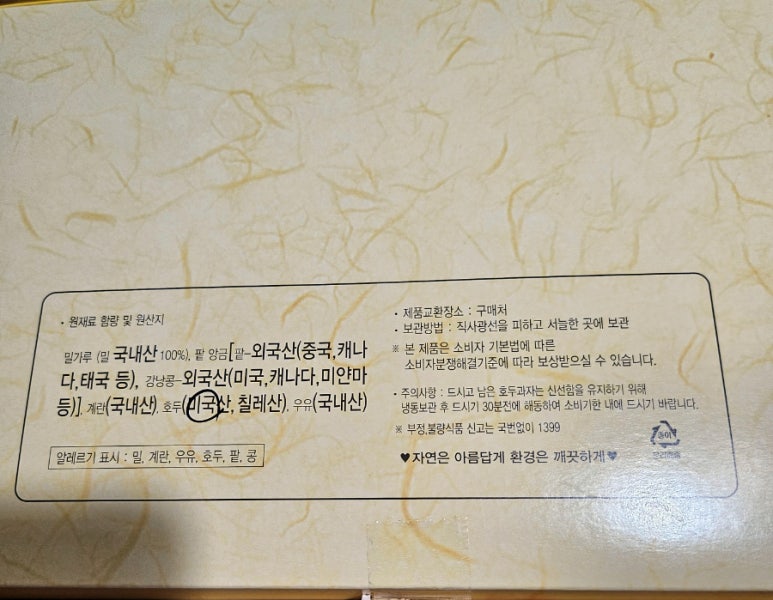 • 원재료 함량 및 원산지
밀가루 (밀 국내산 100%), 팥 앙금[팥-외국산(중국,캐나
다,태국 등), 강낭콩-외국산(미국,캐나다,미얀마
등)], 계란(국내산), 호두(미국산, 칠레산), 우유(국내산)
알레르기 표시 : 밀, 계란, 우유, 호두, 팥, 콩
• 제품교환장소 : 구매처
• 보관방법 : 직사광선을 피하고 서늘한 곳에 보관
※ 본 제품은 소비자 기본법에 따른
소비자분쟁해결기준에 따라 보상받으실 수 있습니다.
• 주의사항 : 드시고 남은 호두과자는 신선함을 유지하기 위해
냉동보관 후 드시기 30분전에 해동하여 소비기한 내에 드시기 바랍니다.
※ 부정,불량식품 신고는 국번없이 1399
♥자연은 아름답게 환경은 깨끗하게♥
종이